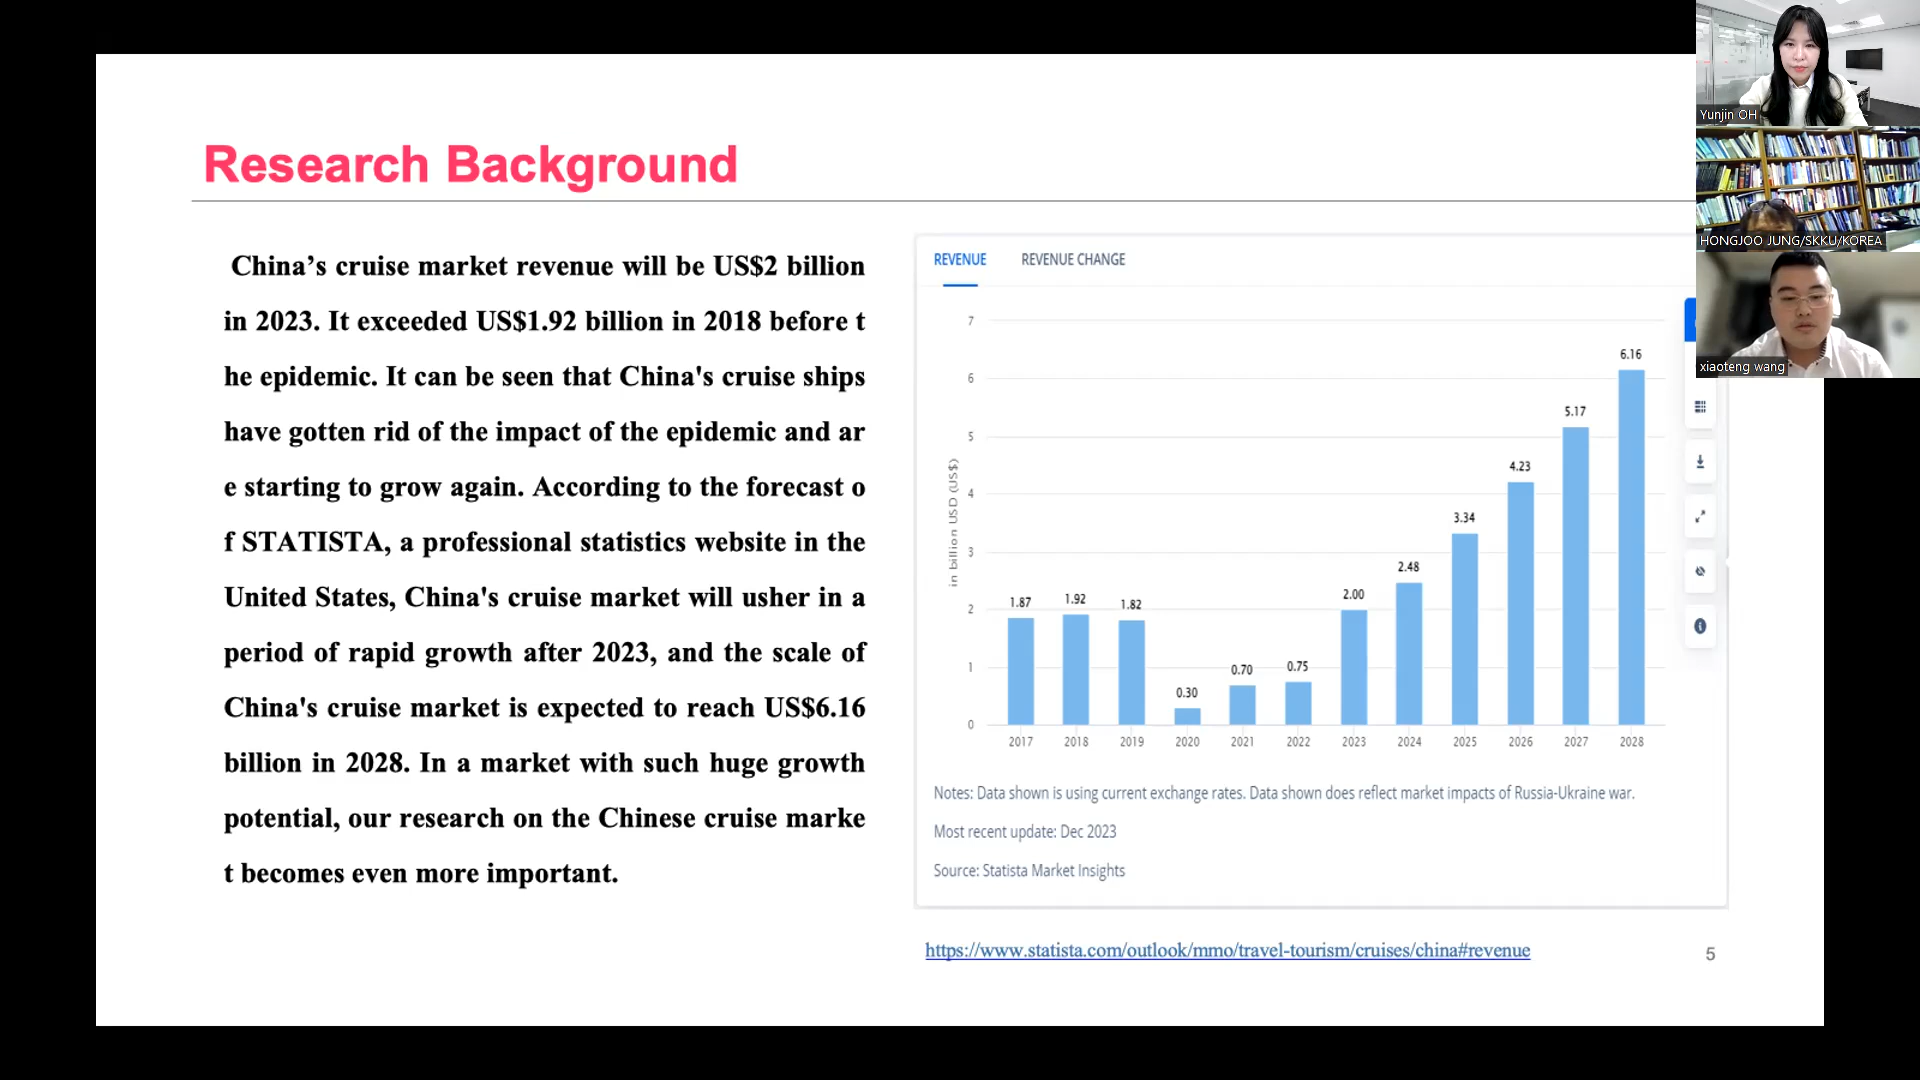 Research Background
China’s cruise market revenue will be US$2 billion
in 2023. It exceeded US$1.92 billion in 2018 before t
he epidemic. It can be seen that China's cruise ships
have gotten rid of the impact of the epidemic and ar
e starting to grow again. According to the forecast o
f STATISTA, a professional statistics website in the
United States, China's cruise market will usher in a
period of rapid growth after 2023, and the scale of
China's cruise market is expected to reach US$6.16
billion in 2028. In a market with such huge growth
potential, our research on the Chinese cruise marke
t becomes even more important.
REVENUE REVENUE CHANGE
in billion USD (US$)
7
6
5
4
3
2
1
0
1.87 1.92 1.82 0.30 0.70 0.75 2.00 2.48 3.34 4.23 5.17 6.16
2017 2018 2019 2020 2021 2022 2023 2024 2025 2026 2027 2028
Notes: Data shown is using current exchange rates. Data shown does reflect market impacts of Russia-Ukraine war.
Most recent update: Dec 2023
Source: Statista Market Insights
https://www.statista.com/outlook/mmo/travel-tourism/cruises/china#revenue
5
Yunjin OH
HONGJOO JUNG/SKKU/KOREA
xiaoteng wang